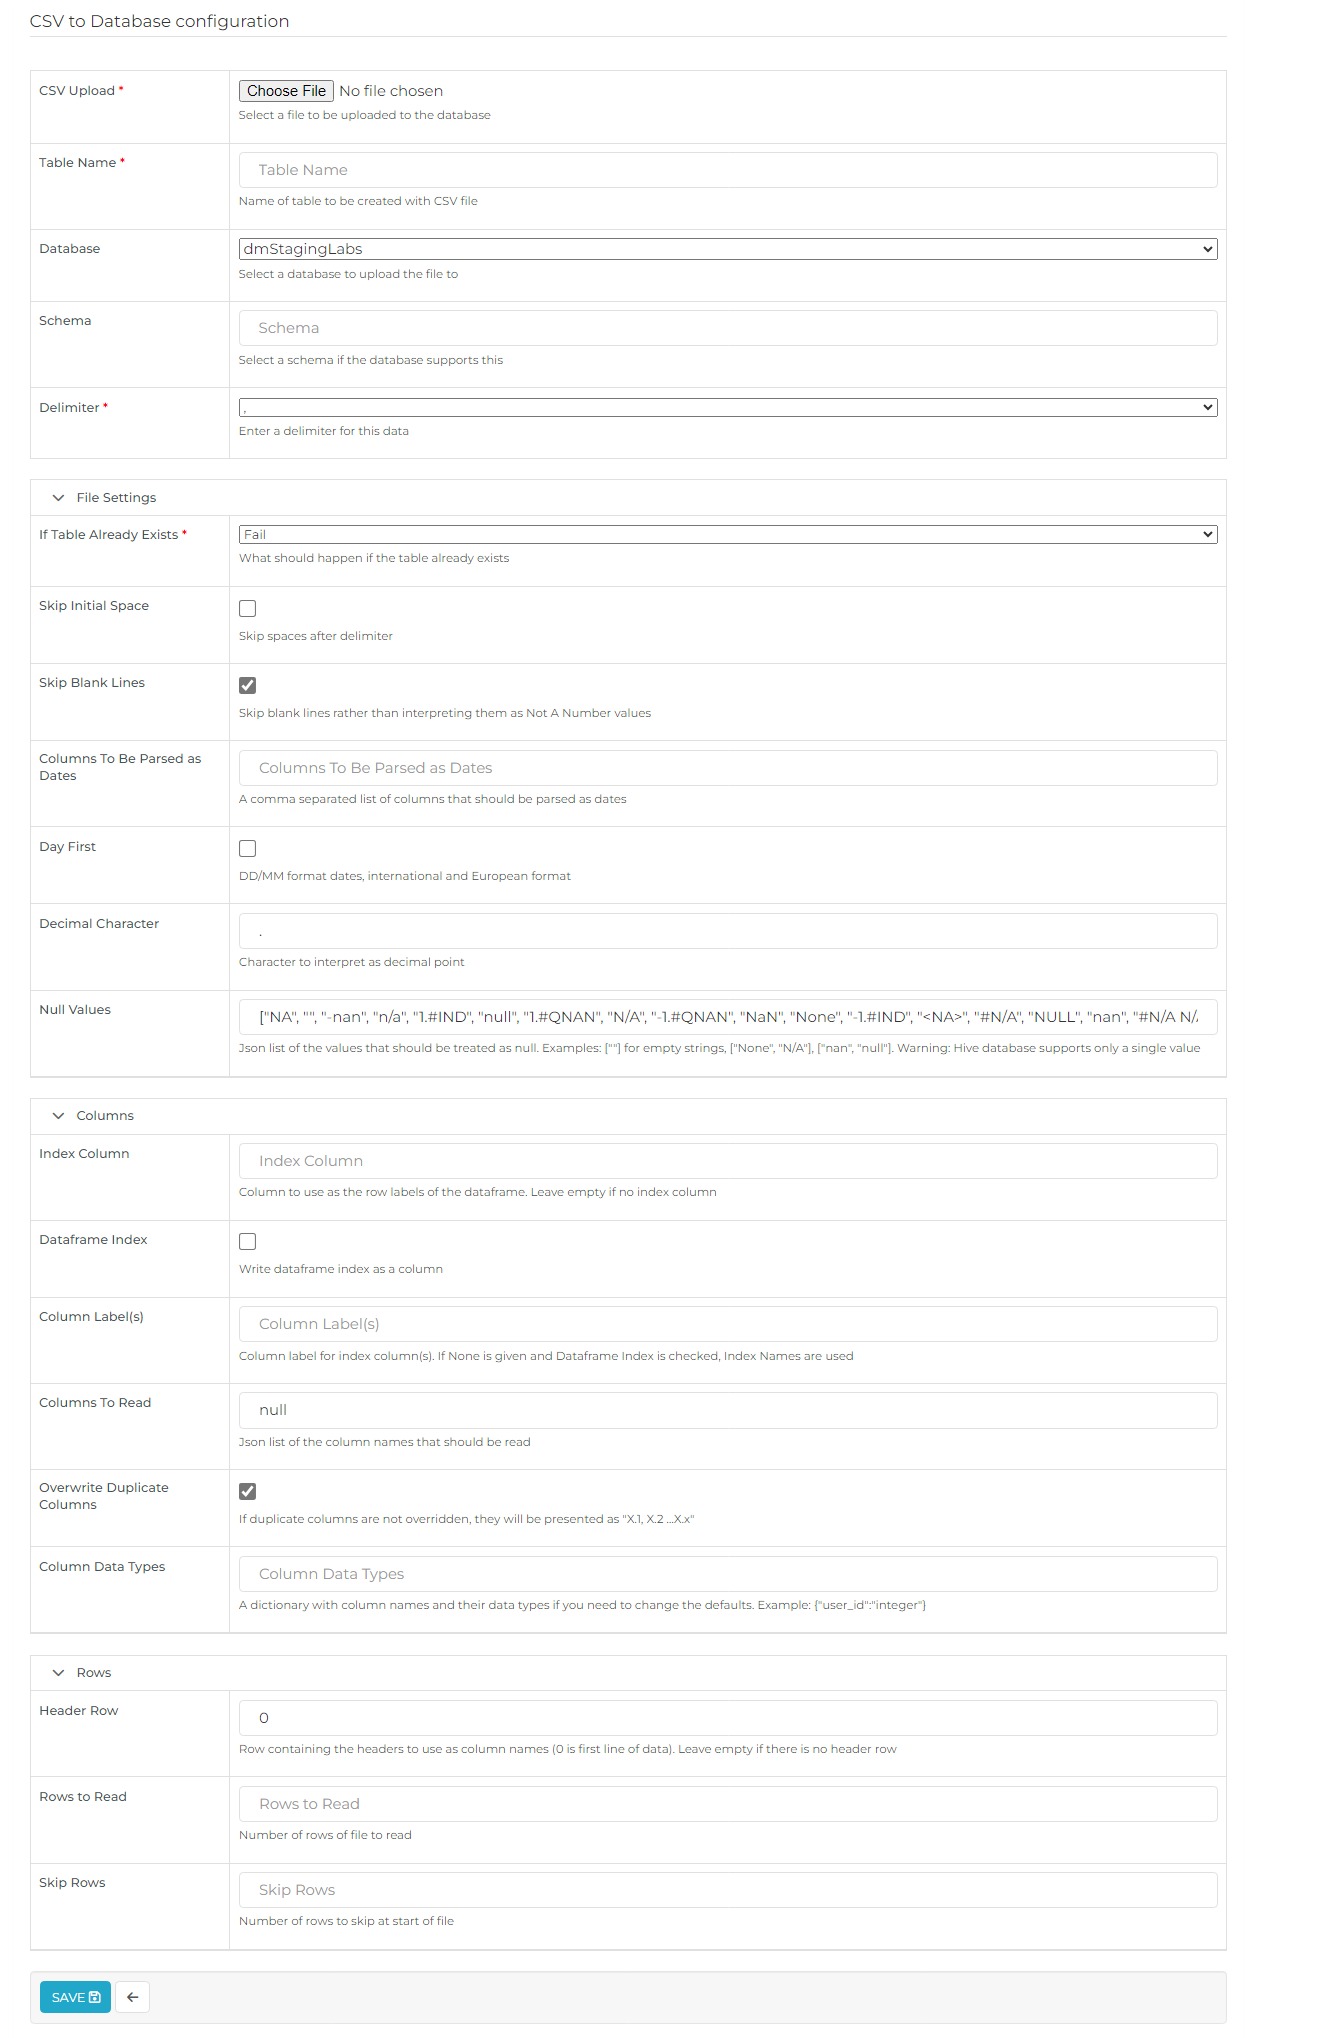 CSV to Database configuration
CSV Upload *
Choose File No file chosen
Select a file to be uploaded to the database
Table Name *
Table Name
Name of table to be created with CSV file
Database
dmStagingLabs
Select a database to upload the file to
Schema
Schema
Select a schema if the database supports this
Delimiter *
,
Enter a delimiter for this data
File Settings
If Table Already Exists *
Fail
What should happen if the table already exists
Skip Initial Space
Skip spaces after delimiter
Skip Blank Lines
Skip blank lines rather than interpreting them as Not A Number values
Columns To Be Parsed as
Dates
Columns To Be Parsed as Dates
A comma separated list of columns that should be parsed as dates
Day First
DD/MM format dates, international and European format
Decimal Character
.
Character to interpret as decimal point
Null Values
["NA", "", "-nan", "n/a", "1.#IND", "null", "1.#QNAN", "N/A", "-1.#QNAN", "NaN", "None", "-1.#IND", "<NA>", "#N/A", "NULL", "nan", "#N/A N/
Json list of the values that should be treated as null. Examples: [""] for empty strings, ["None", "N/A"], ["nan", "null"]. Warning: Hive database supports only a single value
Columns
Index Column
Index Column
Column to use as the row labels of the dataframe. Leave empty if no index column
Dataframe Index
Write dataframe index as a column
Column Label(s)
Column Label(s)
Column label for index column(s). If None is given and Dataframe Index is checked, Index Names are used
Columns To Read
null
Json list of the column names that should be read
Overwrite Duplicate
Columns
If duplicate columns are not overridden, they will be presented as "X.1, X.2 ...X.x"
Column Data Types
Column Data Types
A dictionary with column names and their data types if you need to change the defaults. Example: {"user_id":"integer"}
Rows
Header Row
0
Row containing the headers to use as column names (0 is first line of data). Leave empty if there is no header row
Rows to Read
Rows to Read
Number of rows of file to read
Skip Rows
Skip Rows
Number of rows to skip at start of file
SAVE